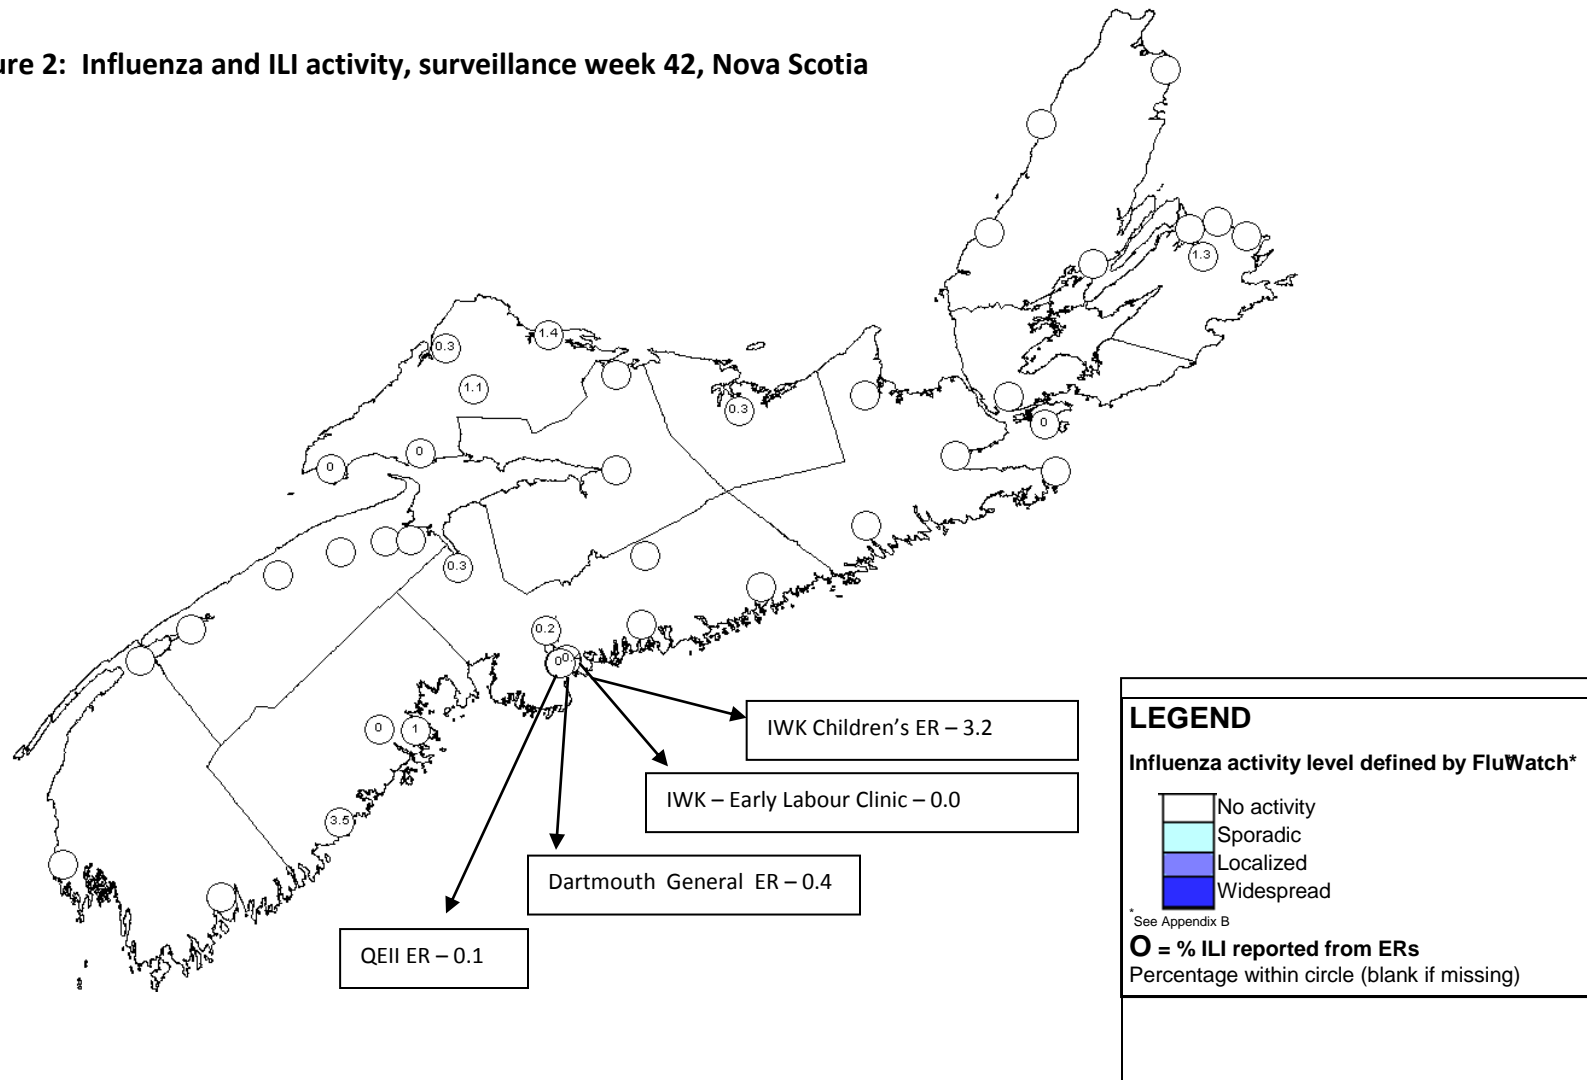 ure 2: Influenza and ILI activity, surveillance week 42, Nova Scotia
1.3
1.4
0.3
1.1
0.3
0
0
0
0.3
0.2
0
0
1
3.5
IWK Children's ER – 3.2
IWK – Early Labour Clinic – 0.0
Dartmouth General ER – 0.4
QEII ER – 0.1
LEGEND
Influenza activity level defined by FluWatch*
No activity
Sporadic
Localized
Widespread
*See Appendix B
O = % ILI reported from ERs
Percentage within circle (blank if missing)